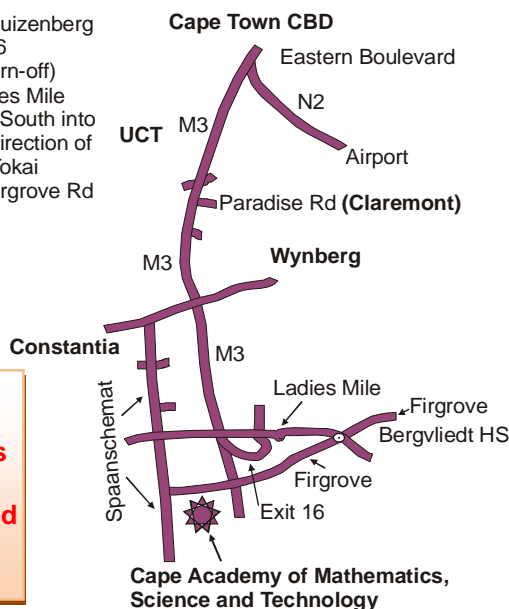 uizenberg
6
rn-off)
es Mile
South into
irection of
okai
rgrove Rd
s
d
Cape Town CBD
Eastern Boulevard
N2
UCT
M3
Airport
Paradise Rd (Claremont)
Wynberg
M3
Constantia
M3
Ladies Mile
Firgrove
Bergvliedt HS
Spaanschemat
Firgrove
Exit 16
Cape Academy of Mathematics,
Science and Technology